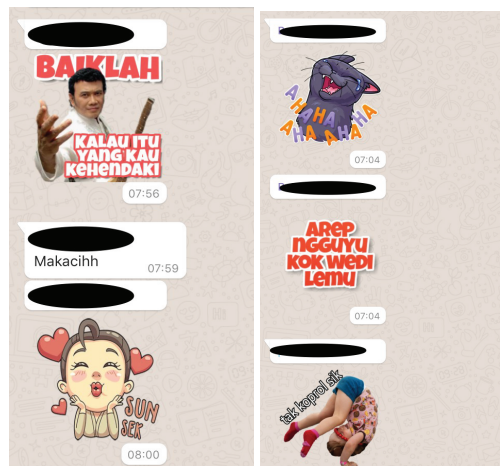 BAIKLAH
KALAU ITU
YANG KAU
KEHENDAKI
07:56
Makacihh
07:59
SUN
SEK
08:00
AHAHA
AHA AHAHA
07:04
AREP
NGGUYU
KOK WEDI
LEMU
07:04
tak koprol sik